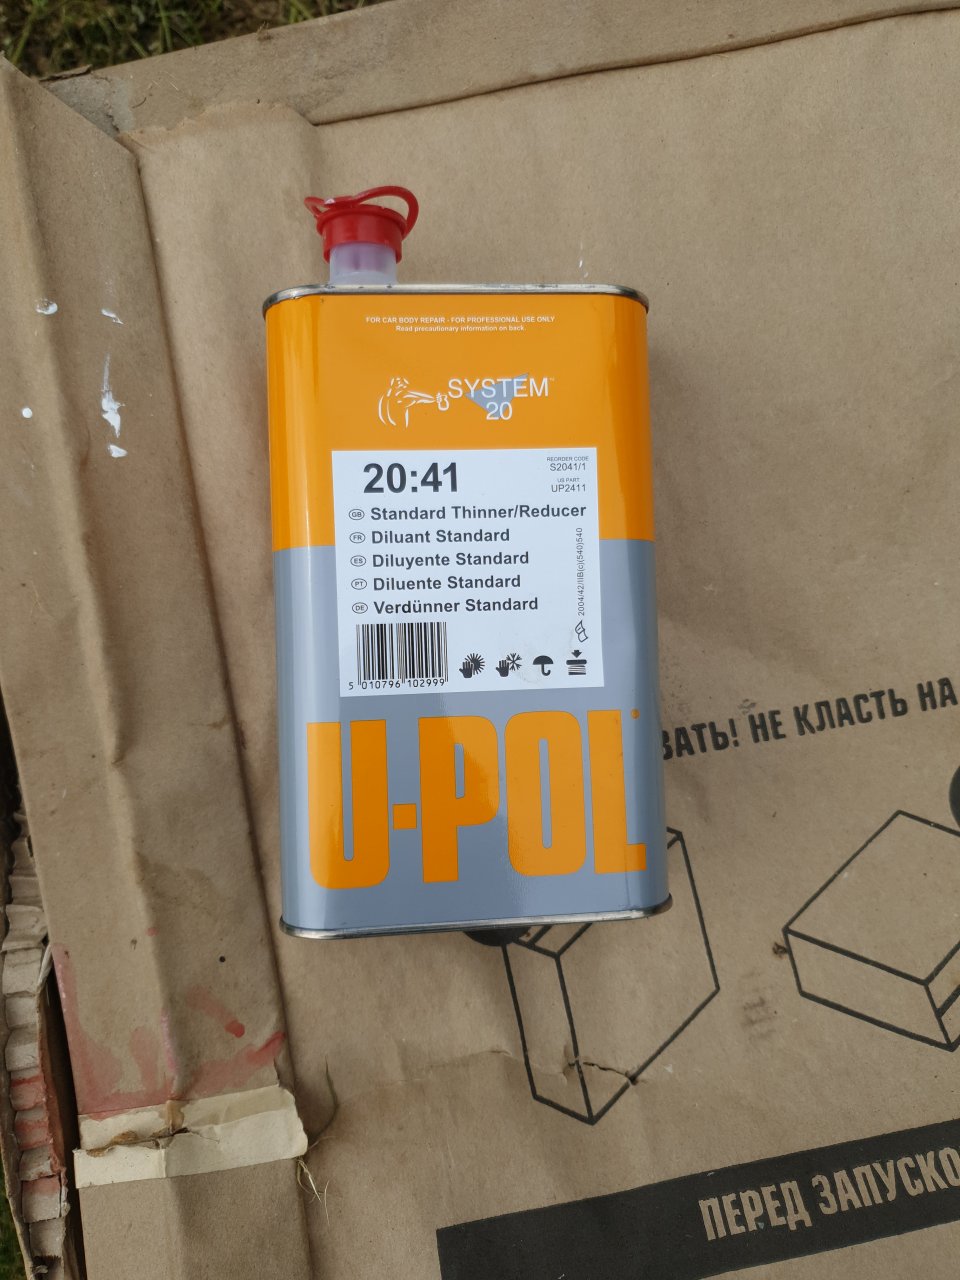 FOR CAR BODY REPAIR - FOR PROFESSIONAL USE ONLY
Read precautionary information on back.
SYSTEM™
20
20:41
REORDER CODE
S2041/1
US PART
UP2411
GB Standard Thinner/Reducer
FR Diluant Standard
ES Diluyente Standard
PT Diluente Standard
DE Verdünner Standard
2004/42/IIB(c)(540)540
5 010796 102999
U-POL
ВАТЬ! НЕ КЛАСТЬ НА
ПЕРЕД ЗАПУСКО